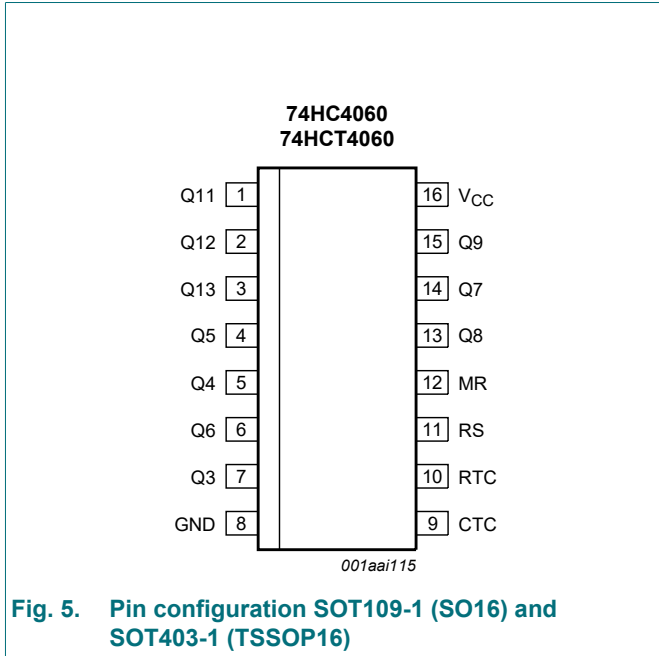 74HC4060
74HCT4060
Q11 1 16 VCC
Q12 2 15 Q9
Q13 3 14 Q7
Q5 4 13 Q8
Q4 5 12 MR
Q6 6 11 RS
Q3 7 10 RTC
GND 8 9 CTC
001aai115
Fig. 5. Pin configuration SOT109-1 (SO16) and
SOT403-1 (TSSOP16)